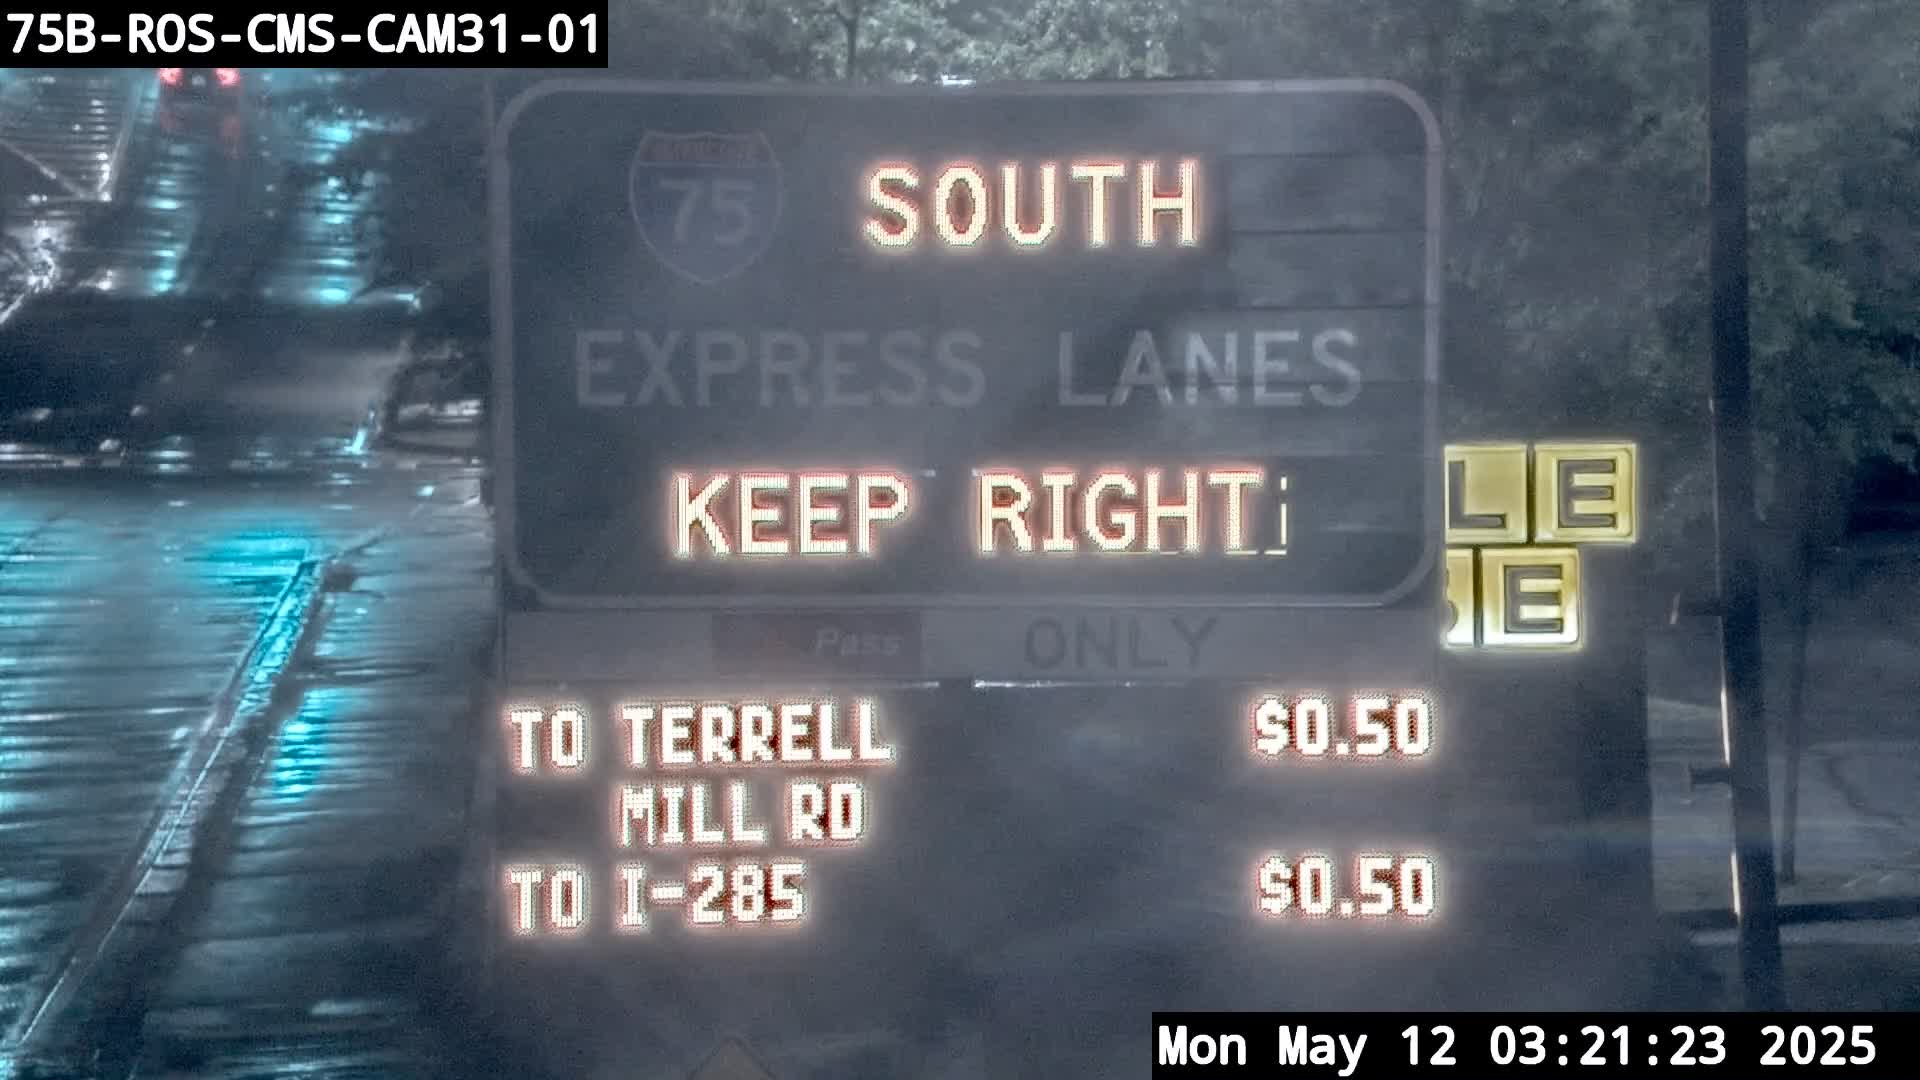 75B-ROS-CMS-CAM31-01
75 SOUTH
EXPRESS LANES
KEEP RIGHT
LE
E
Pass ONLY
TO TERRELL $0.50
MILL RD
TO I-285 $0.50
Mon May 12 03:21:23 2025